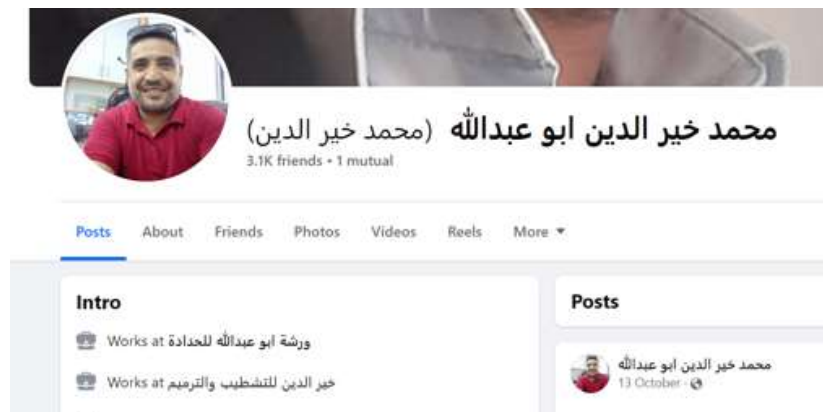 محمد خير الدين ابو عبدالله (محمد خير الدين)
3.1K friends • 1 mutual
Posts About Friends Photos Videos Reels More
Intro
Works at ورشة ابو عبدالله للحدادة
Works at خير الدين للتشطيب والترميم
Posts
محمد خير الدين ابو عبدالله
13 October